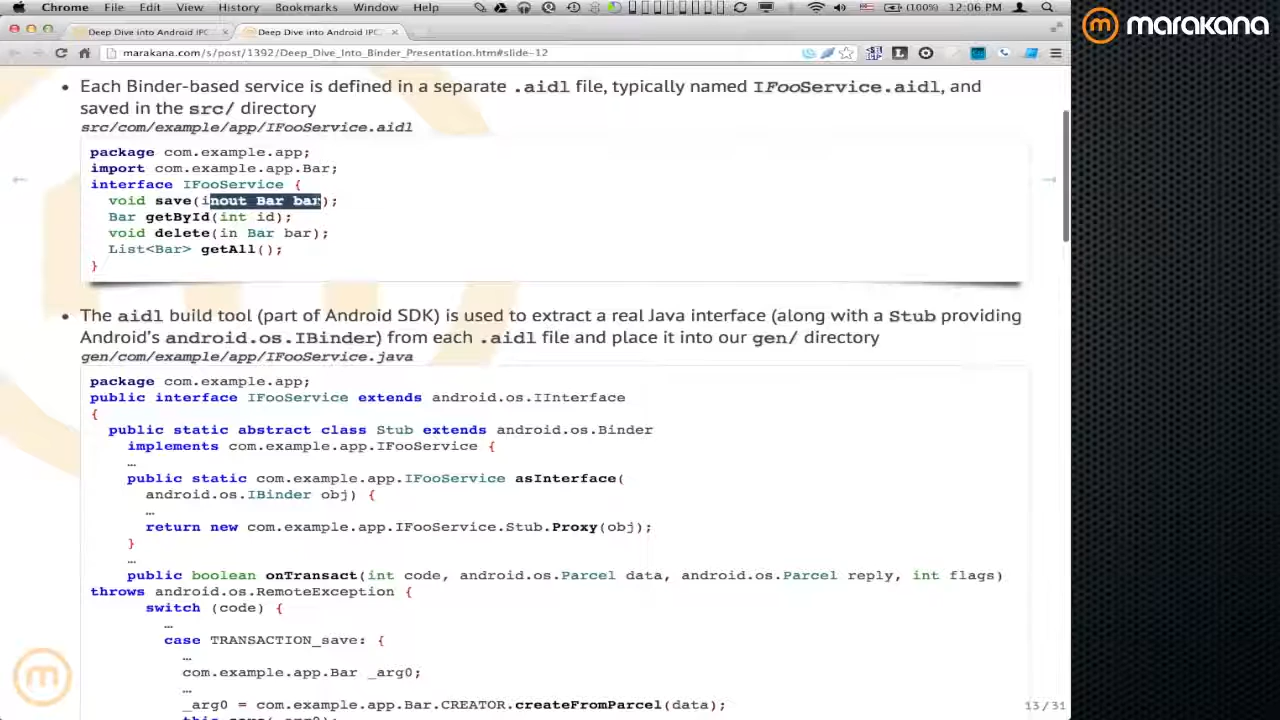 Chrome File Edit View History Bookmarks Window Help (100%) 12:06 PM
marakana
Deep Dive into Android IPC
Deep Dive into Android IPC
marakana.com/s/post/1392/Deep_Dive_Into_Binder_Presentation.htm#slide-12
• Each Binder-based service is defined in a separate .aidl file, typically named IFooService.aidl, and
saved in the src/ directory
src/com/example/app/IFooService.aidl
package com.example.app;
import com.example.app.Bar;
interface IFooService {
void save(inout Bar bar);
Bar getById(int id);
void delete(in Bar bar);
List<Bar> getAll();
}
• The aidl build tool (part of Android SDK) is used to extract a real Java interface (along with a Stub providing
Android's android.os.IBinder) from each .aidl file and place it into our gen/ directory
gen/com/example/app/IFooService.java
package com.example.app;
public interface IFooService extends android.os.IInterface
{
public static abstract class Stub extends android.os.Binder
implements com.example.app.IFooService {
…
public static com.example.app.IFooService asInterface(
android.os.IBinder obj) {
…
return new com.example.app.IFooService.Stub.Proxy(obj);
}
…
public boolean onTransact(int code, android.os.Parcel data, android.os.Parcel reply, int flags)
throws android.os.RemoteException {
switch (code) {
…
case TRANSACTION_save: {
…
com.example.app.Bar _arg0;
…
_arg0 = com.example.app.Bar.CREATOR.createFromParcel(data);
this.save(_arg0);
13 / 31